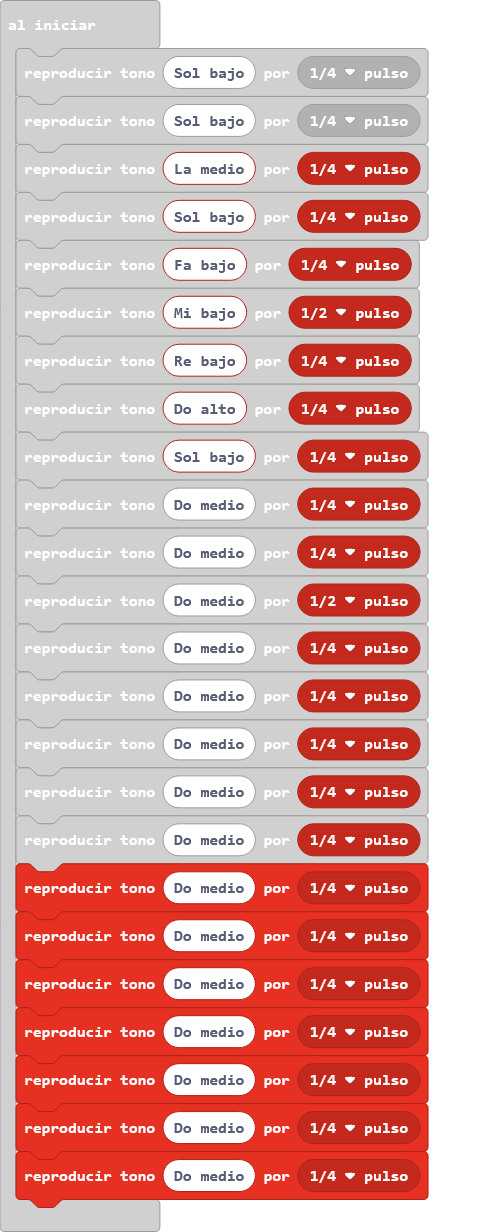 al iniciar
reproducir tono Sol bajo por 1/4 pulso
reproducir tono Sol bajo por 1/4 pulso
reproducir tono La medio por 1/4 pulso
reproducir tono Sol bajo por 1/4 pulso
reproducir tono Fa bajo por 1/4 pulso
reproducir tono Mi bajo por 1/2 pulso
reproducir tono Re bajo por 1/4 pulso
reproducir tono Do alto por 1/4 pulso
reproducir tono Sol bajo por 1/4 pulso
reproducir tono Do medio por 1/4 pulso
reproducir tono Do medio por 1/4 pulso
reproducir tono Do medio por 1/2 pulso
reproducir tono Do medio por 1/4 pulso
reproducir tono Do medio por 1/4 pulso
reproducir tono Do medio por 1/4 pulso
reproducir tono Do medio por 1/4 pulso
reproducir tono Do medio por 1/4 pulso
reproducir tono Do medio por 1/4 pulso
reproducir tono Do medio por 1/4 pulso
reproducir tono Do medio por 1/4 pulso
reproducir tono Do medio por 1/4 pulso
reproducir tono Do medio por 1/4 pulso
reproducir tono Do medio por 1/4 pulso
reproducir tono Do medio por 1/4 pulso